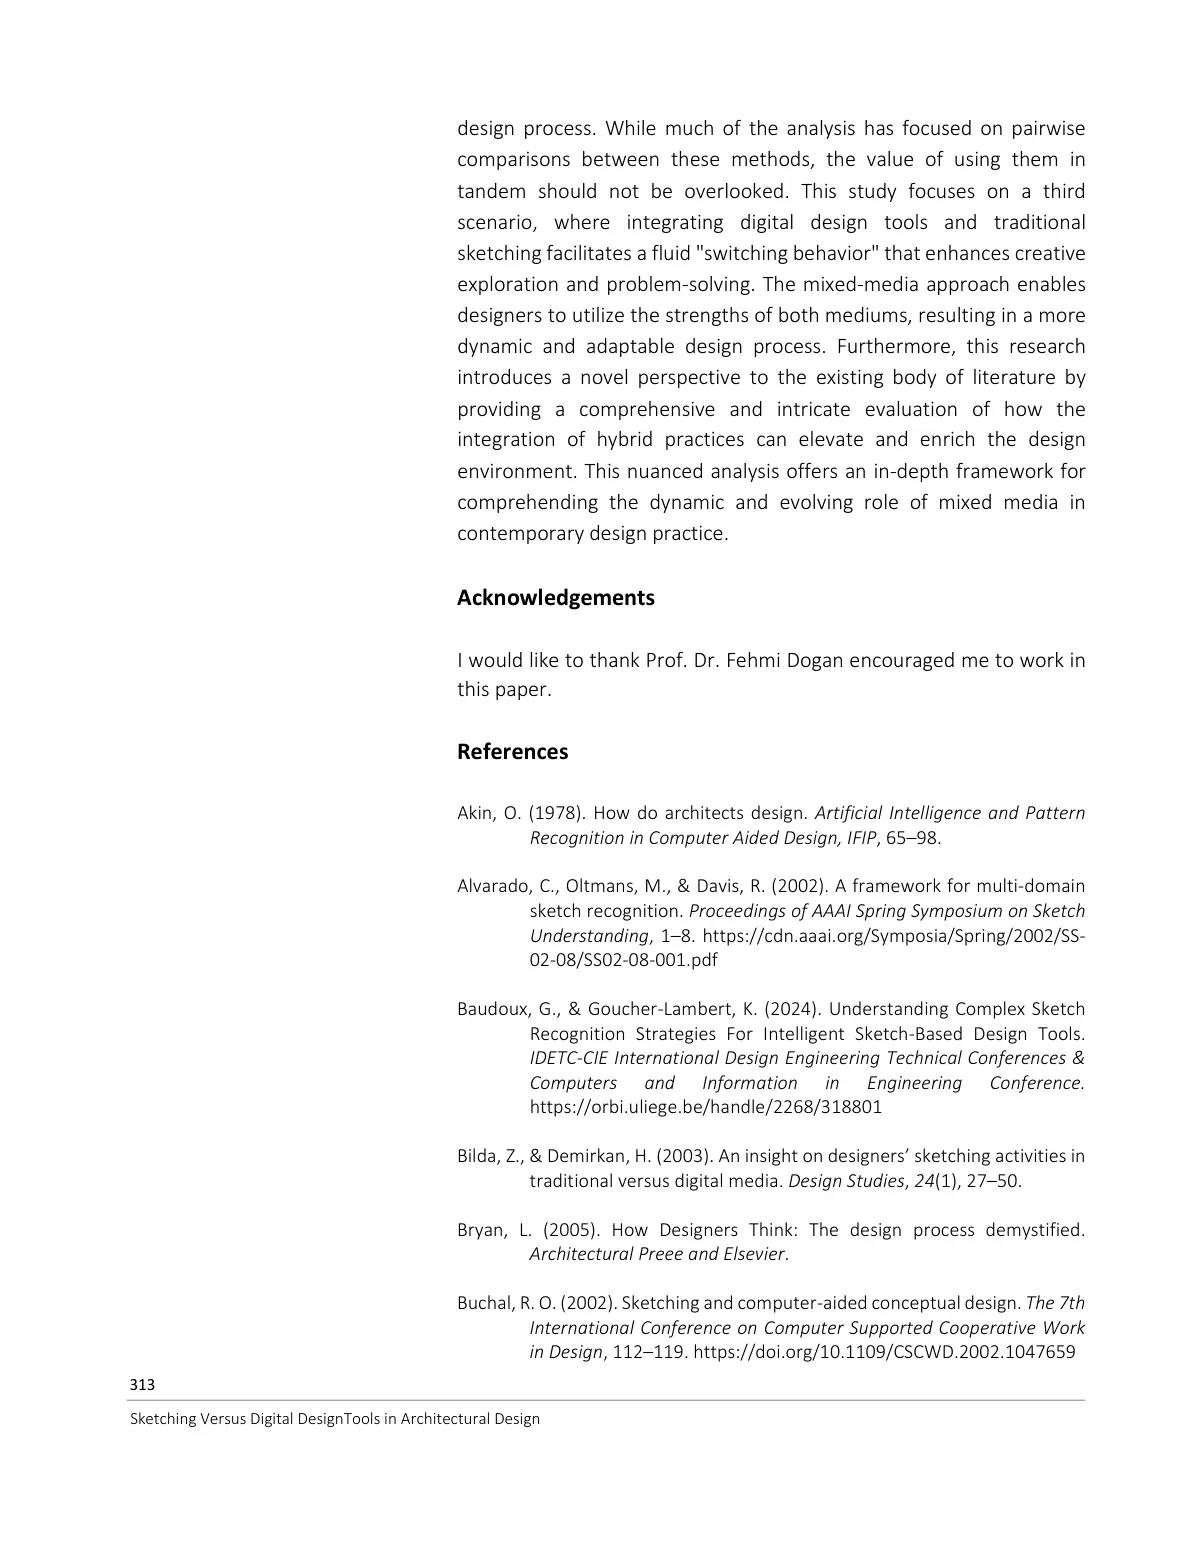 design process. While much of the analysis has focused on pairwise
comparisons between these methods, the value of using them in
tandem should not be overlooked. This study focuses on a third
scenario, where integrating digital design tools and traditional
sketching facilitates a fluid "switching behavior" that enhances creative
exploration and problem-solving. The mixed-media approach enables
designers to utilize the strengths of both mediums, resulting in a more
dynamic and adaptable design process. Furthermore, this research
introduces a novel perspective to the existing body of literature by
providing a comprehensive and intricate evaluation of how the
integration of hybrid practices can elevate and enrich the design
environment. This nuanced analysis offers an in-depth framework for
comprehending the dynamic and evolving role of mixed media in
contemporary design practice.
Acknowledgements
I would like to thank Prof. Dr. Fehmi Dogan encouraged me to work in
this paper.
References
Akin, O. (1978). How do architects design. Artificial Intelligence and Pattern
Recognition in Computer Aided Design, IFIP, 65–98.
Alvarado, C., Oltmans, M., & Davis, R. (2002). A framework for multi-domain
sketch recognition. Proceedings of AAAI Spring Symposium on Sketch
Understanding, 1–8. https://cdn.aaai.org/Symposia/Spring/2002/SS-
02-08/SS02-08-001.pdf
Baudoux, G., & Goucher-Lambert, K. (2024). Understanding Complex Sketch
Recognition Strategies For Intelligent Sketch-Based Design Tools.
IDETC-CIE International Design Engineering Technical Conferences &
Computers and Information in Engineering Conference.
https://orbi.uliege.be/handle/2268/318801
Bilda, Z., & Demirkan, H. (2003). An insight on designers’ sketching activities in
traditional versus digital media. Design Studies, 24(1), 27–50.
Bryan, L. (2005). How Designers Think: The design process demystified.
Architectural Preee and Elsevier.
Buchal, R. O. (2002). Sketching and computer-aided conceptual design. The 7th
International Conference on Computer Supported Cooperative Work
in Design, 112–119. https://doi.org/10.1109/CSCWD.2002.1047659
313
Sketching Versus Digital DesignTools in Architectural Design